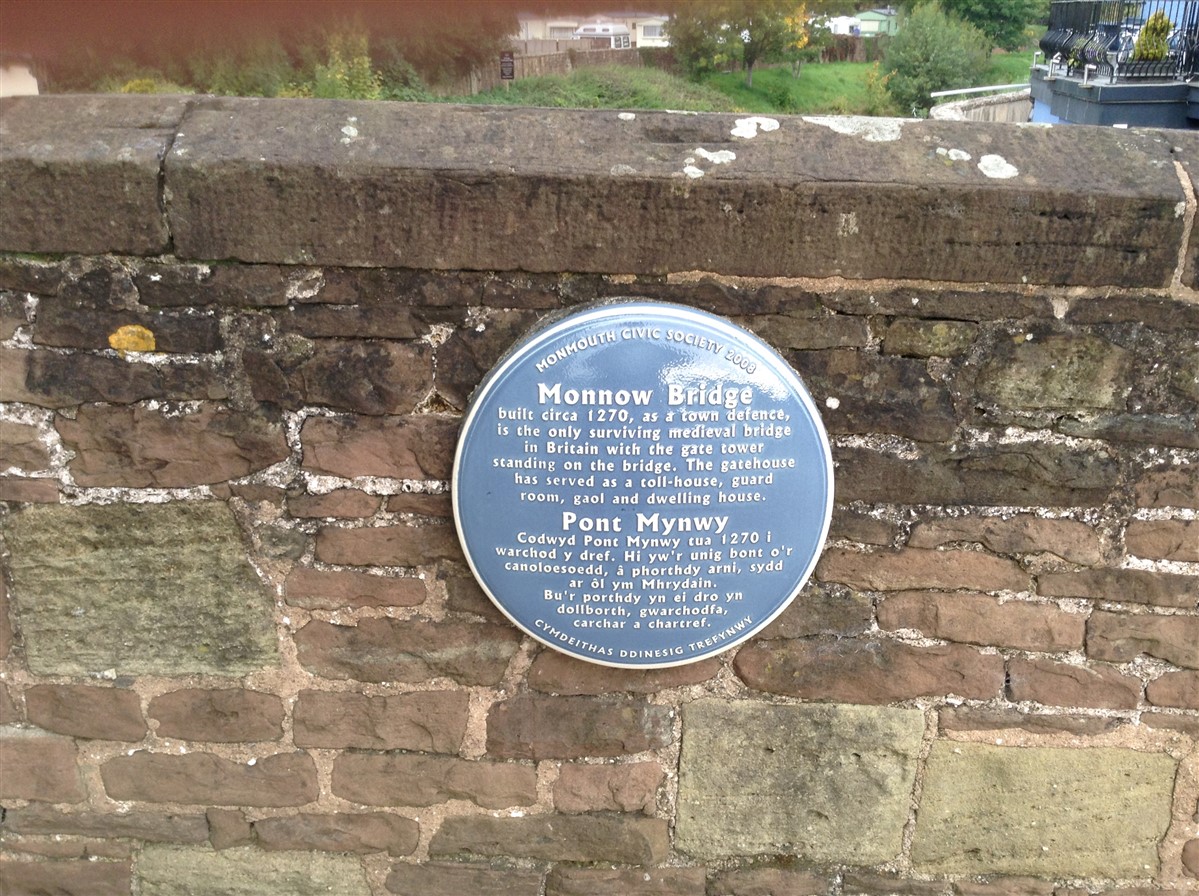 MONMOUTH CIVIC SOCIETY 2008
Monnow Bridge
built circa 1270, as a town defence,
is the only surviving medieval bridge
in Britain with the gate tower
standing on the bridge. The gatehouse
has served as a toll-house, guard
room, gaol and dwelling house.
Pont Mynwy
Codwyd Pont Mynwy tua 1270 i
warchod y dref. Hi yw'r unig bont o'r
canoloesoedd, â phorthdy arni, sydd
ar ôl ym Mhrydain.
Bu'r porthdy yn ei dro yn
dollborth, gwarchodfa,
carchar a chartref.
CYMDEITHAS DDINESIG TREFYNWY